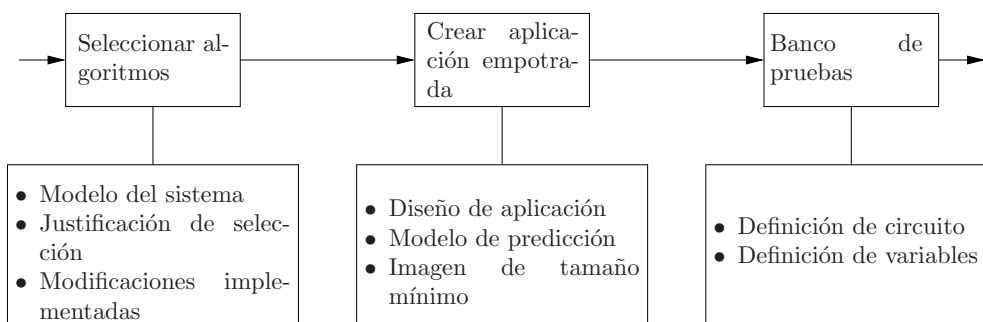 Seleccionar al-
goritmos
Crear aplica-
ción empotra-
da
Banco de
pruebas
• Modelo del sistema
• Justificación de selec-
ción
• Modificaciones imple-
mentadas
• Diseño de aplicación
• Modelo de predicción
• Imagen de tamaño
mínimo
• Definición de circuito
• Definición de variables